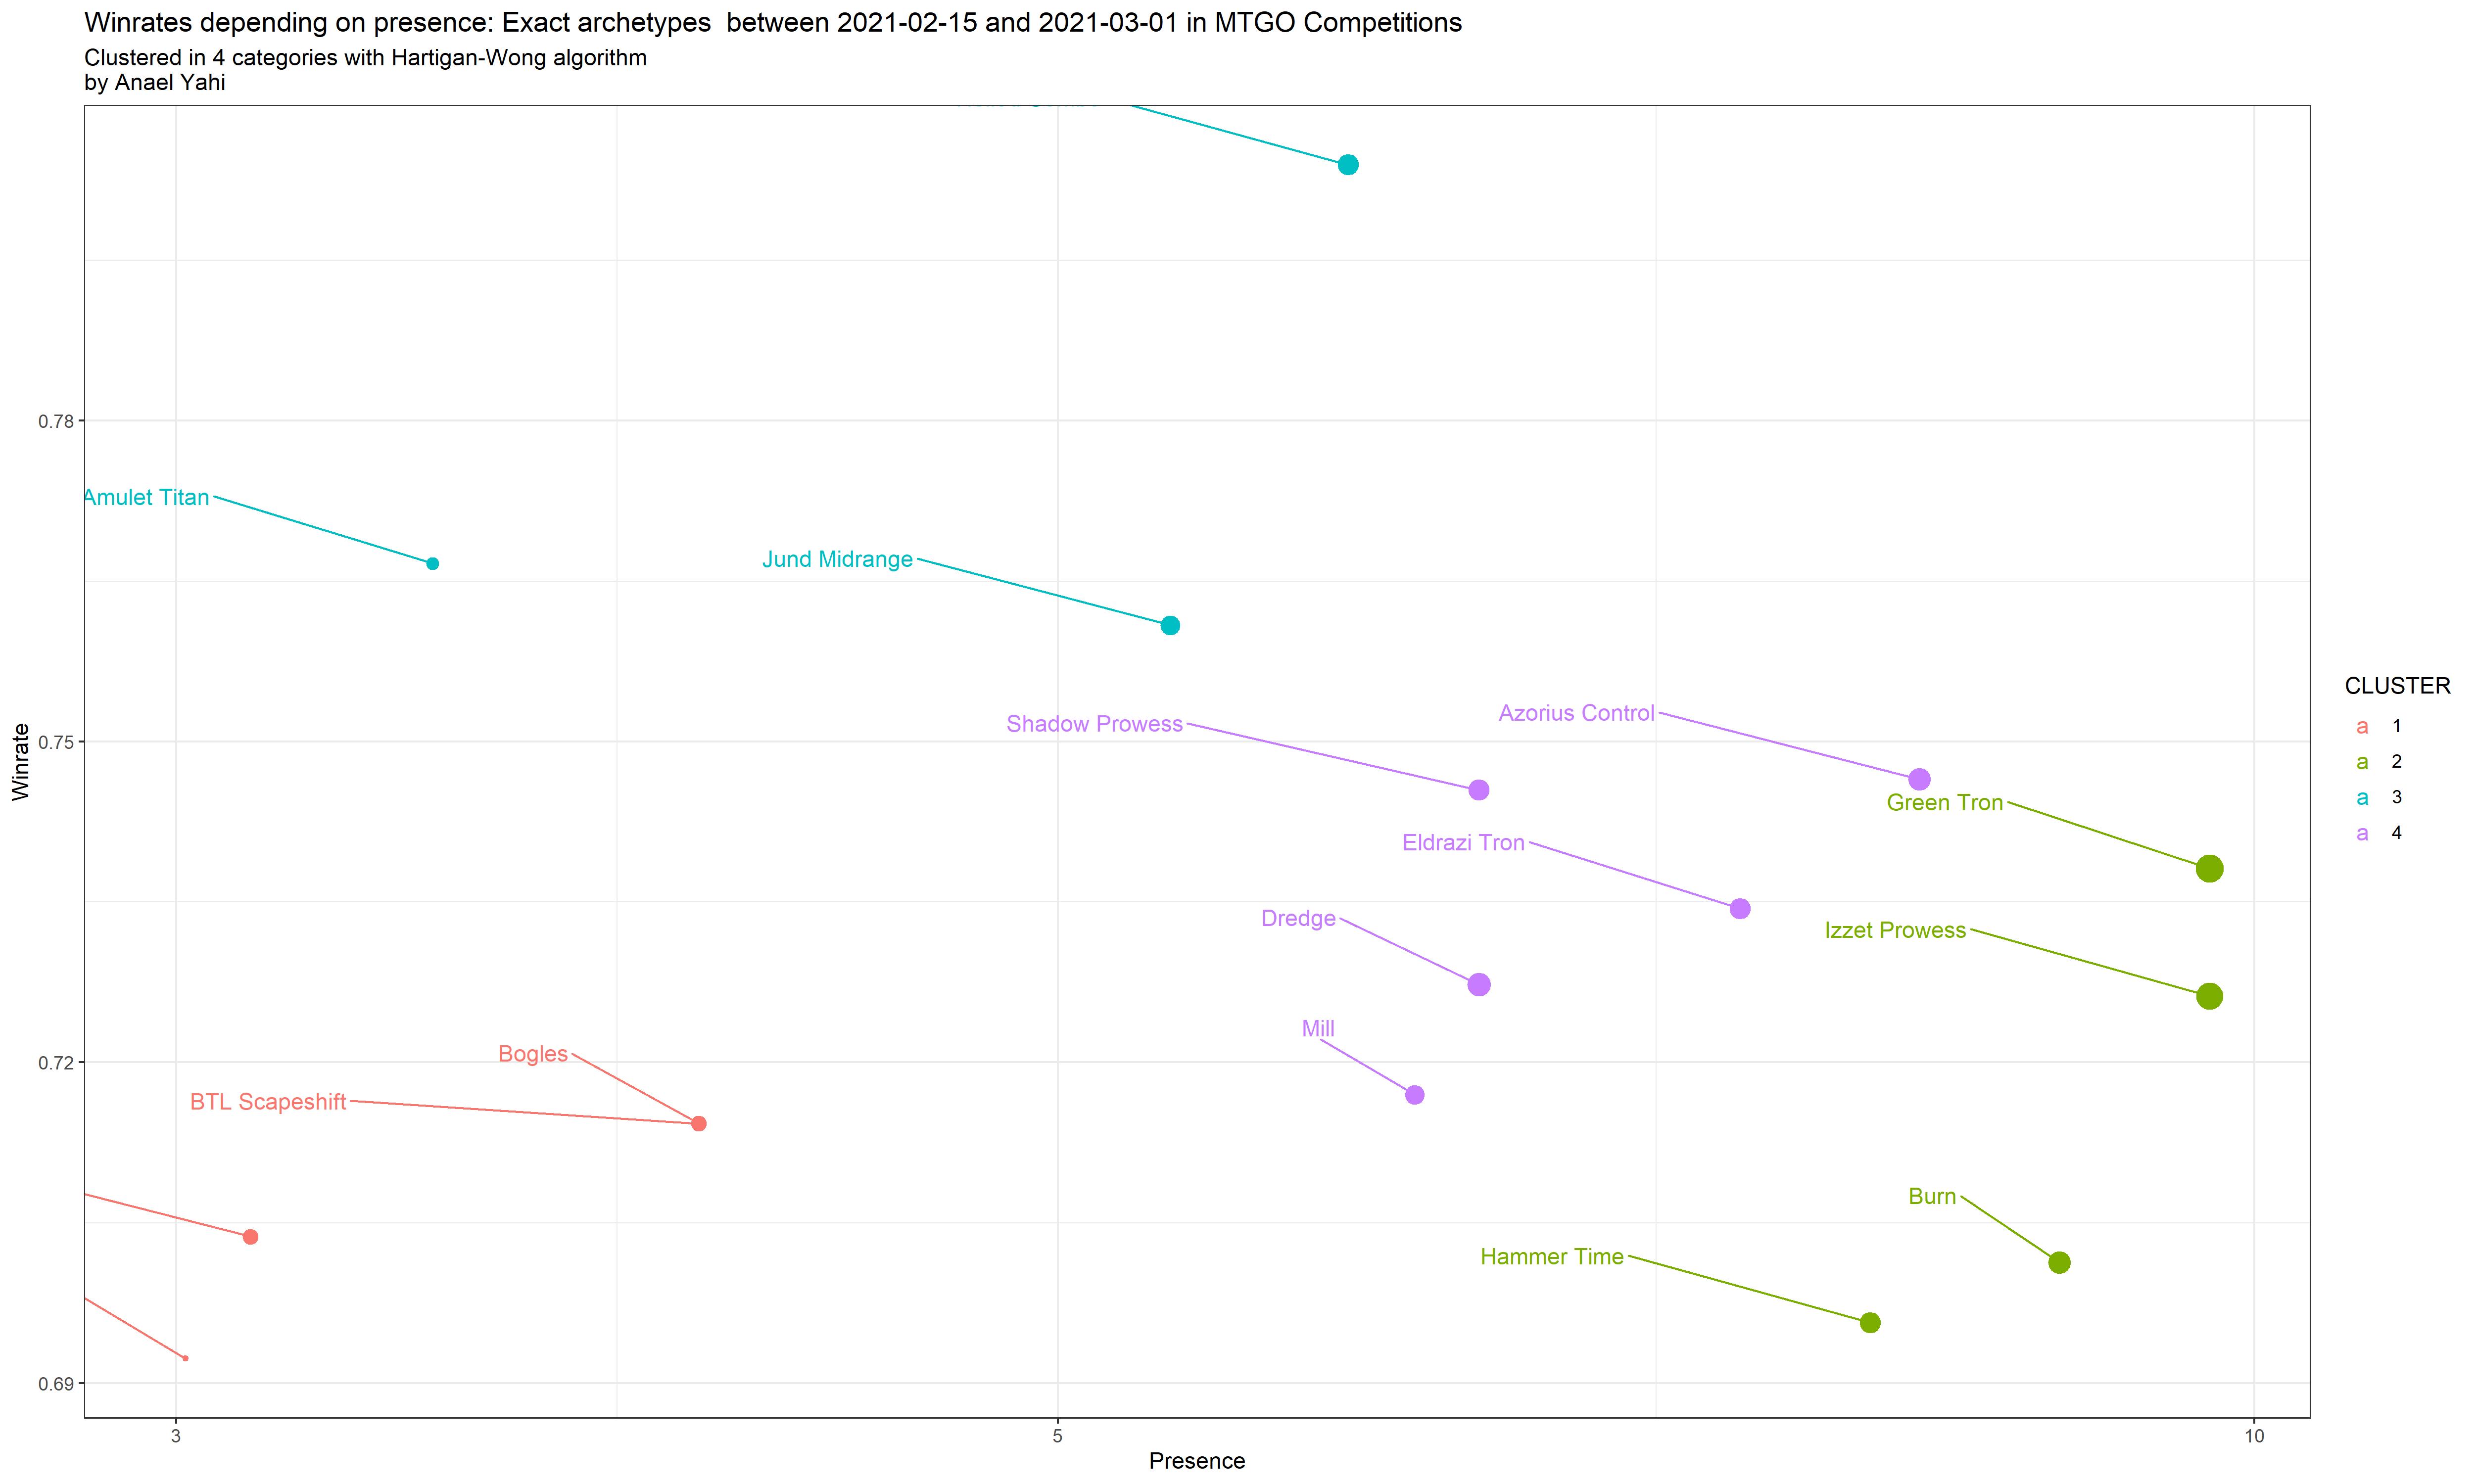 Winrates depending on presence: Exact archetypes  between 2021-02-15 and 2021-03-01 in MTGO Competitions
Clustered in 4 categories with Hartigan-Wong algorithm
by Anael Yahi
0.78
Amulet Titan
Jund Midrange
Azorius Control
Shadow Prowess
0.75
Green Tron
Eldrazi Tron
Dredge
Izzet Prowess
Mill
Bogles
0.72
BTL Scapeshift
Burn
Hammer Time
0.69
3
5
10
Presence
Winrate
CLUSTER
a 1
a 2
a 3
a 4